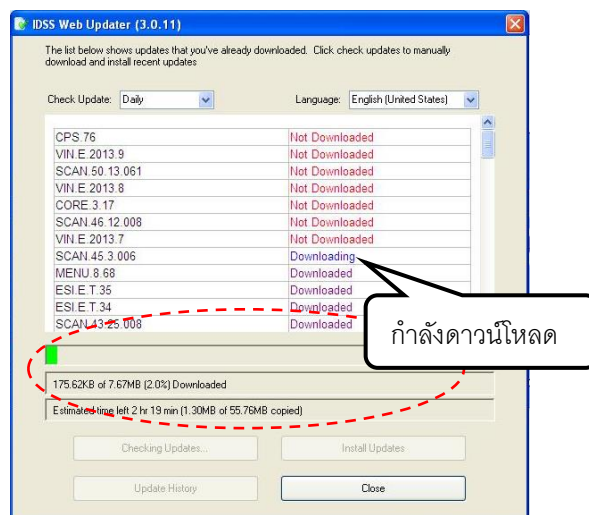 IDSS Web Updater (3.0.11)
The list below shows updates that you've already downloaded. Click check updates to manually
download and install recent updates
Check Update: Daily Language: English (United States)
CPS.76 Not Downloaded
VIN.E.2013.9 Not Downloaded
SCAN.50.13.061 Not Downloaded
VIN.E.2013.8 Not Downloaded
CORE.3.17 Not Downloaded
SCAN.46.12.008 Not Downloaded
VIN.E.2013.7 Not Downloaded
SCAN.45.3.006 Downloading
MENU.8.68 Downloaded
ESI.E.T.35 Downloaded
ESI.E.T.34 Downloaded
SCAN.43.25.008 Downloaded
กำลังดาวน์โหลด
175.62KB of 7.67MB (2.0%) Downloaded
Estimated time left 2 hr 19 min (1.30MB of 55.76MB copied)
Checking Updates... Install Updates
Update History Close